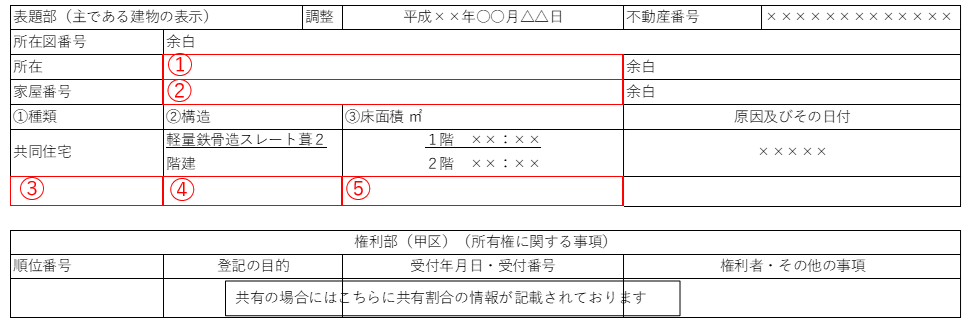 表題部（主である建物の表示） 調整 平成××年〇〇月△△日 不動産番号 ×××××××××××××
所在図番号 余白
所在 ① 余白
家屋番号 ② 余白
①種類 ②構造 ③床面積 ㎡ 原因及びその日付
共同住宅 軽量鉄骨造スレート葺２ 1階 ××：×× ×××××
階建 2階 ××：××
③ ④ ⑤
権利部（甲区）（所有権に関する事項）
順位番号 登記の目的 受付年月日・受付番号 権利者・その他の事項
共有の場合にはこちらに共有割合の情報が記載されております